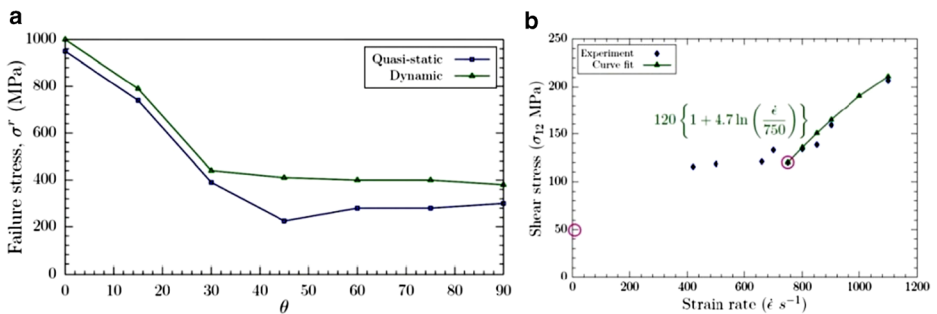 a
1000
800
600
400
200
0
Failure stress, σ^r (MPa)
Quasi-static
Dynamic
0 10 20 30 40 50 60 70 80 90
θ
b
250
200
150
100
50
0
Shear stress (σ₁₂ MPa)
Experiment
Curve fit
120 { 1 + 4.7 ln ( ε̇ / 750 ) }
0 200 400 600 800 1000 1200
Strain rate (ε̇ s⁻¹)